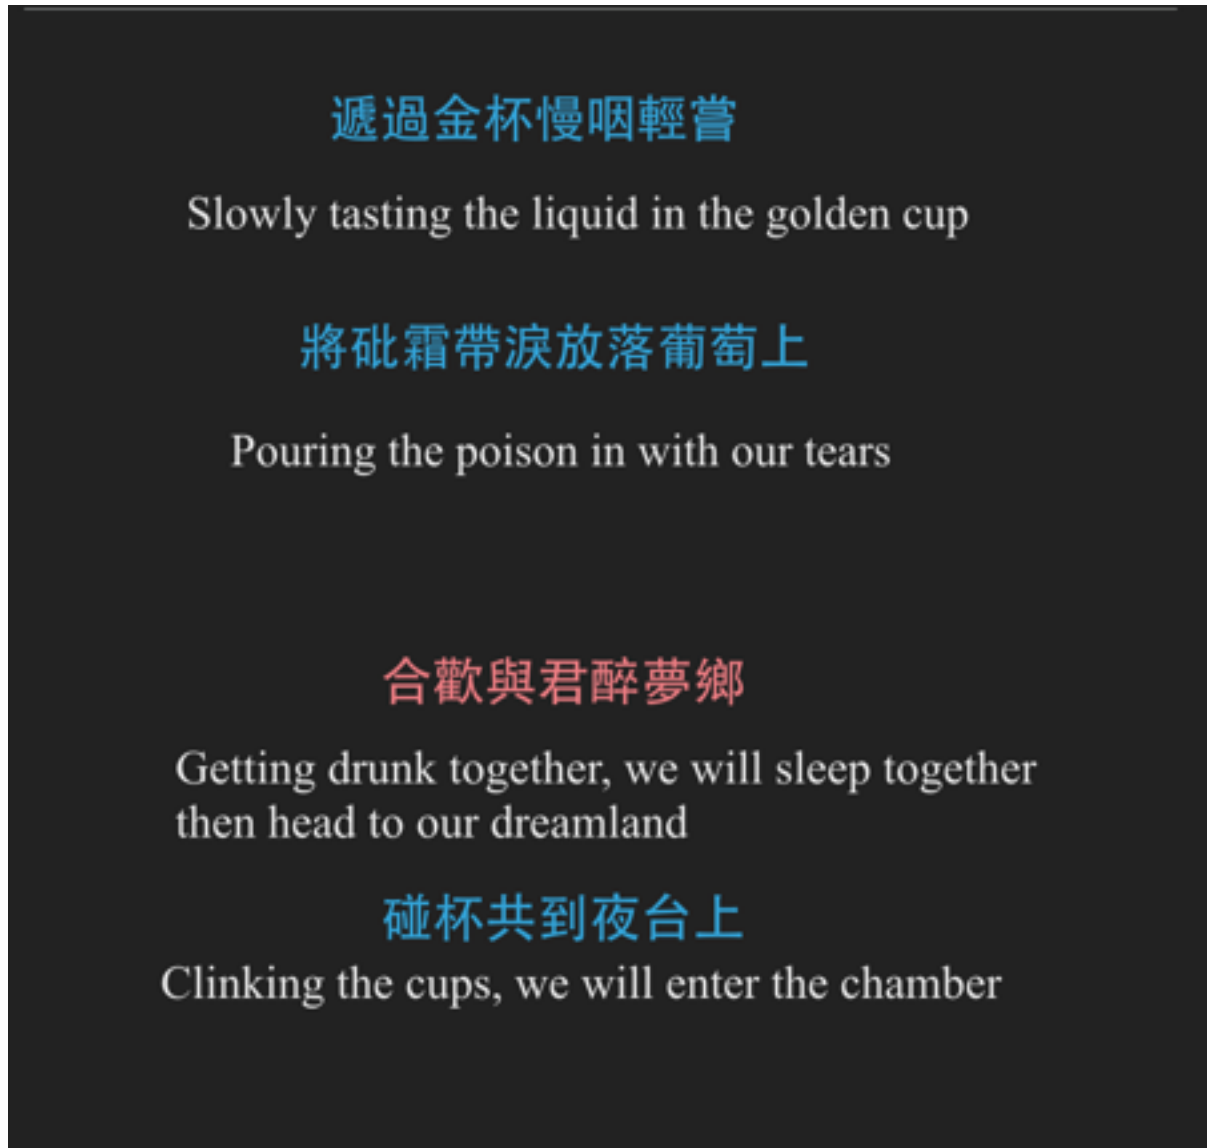 遞過金杯慢咽輕嘗
Slowly tasting the liquid in the golden cup
將砒霜帶淚放落葡萄上
Pouring the poison in with our tears
合歡與君醉夢鄉
Getting drunk together, we will sleep together
then head to our dreamland
碰杯共到夜台上
Clinking the cups, we will enter the chamber